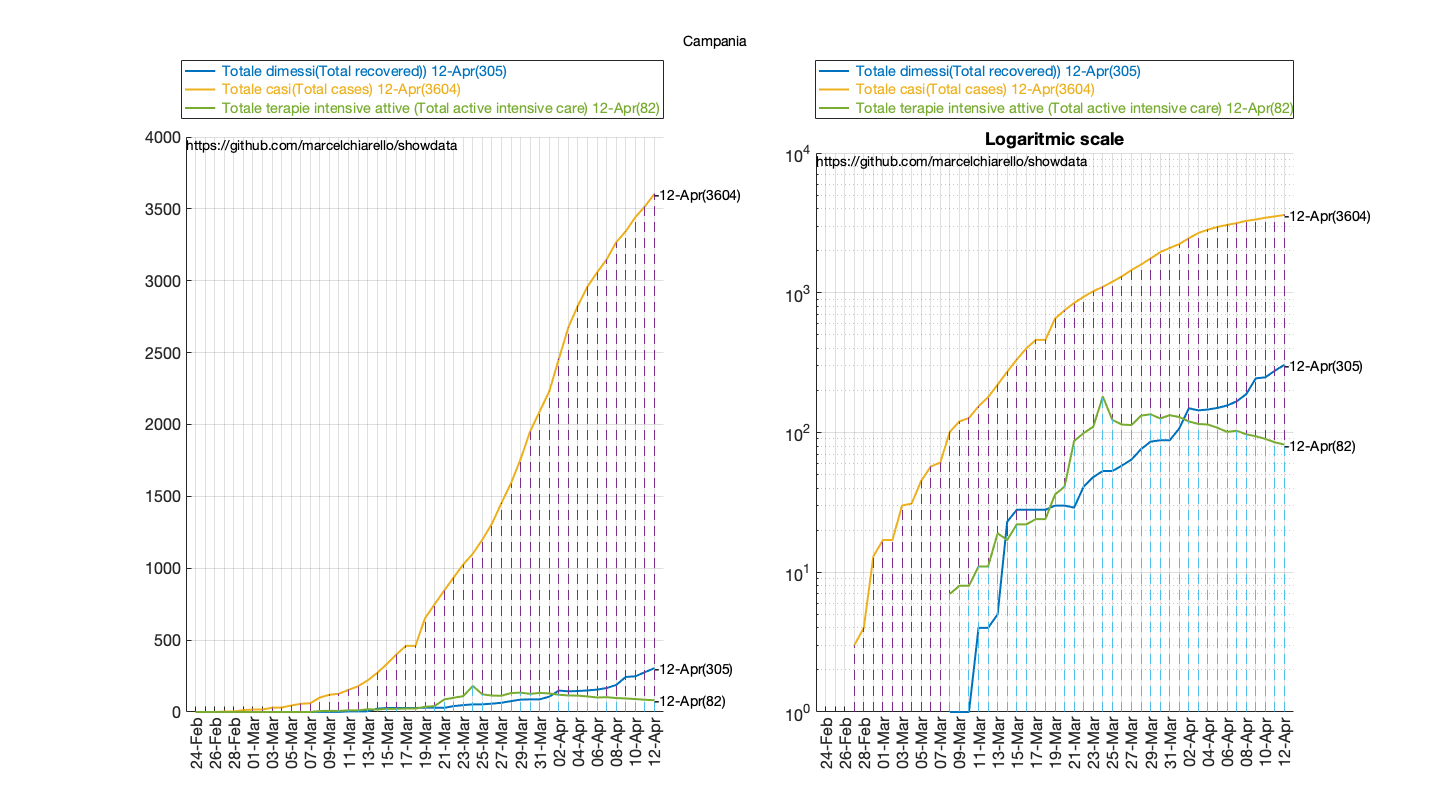 Campania
Totale dimessi(Total recovered)) 12-Apr(305)
Totale casi(Total cases) 12-Apr(3604)
Totale terapie intensive attive (Total active intensive care) 12-Apr(82)
4000
https://github.com/marcelchiarello/showdata
3500
3000
2500
2000
1500
1000
500
0
12-Apr(3604)
12-Apr(305)
12-Apr(82)
24-Feb
26-Feb
28-Feb
01-Mar
03-Mar
05-Mar
07-Mar
09-Mar
11-Mar
13-Mar
15-Mar
17-Mar
19-Mar
21-Mar
23-Mar
25-Mar
27-Mar
29-Mar
31-Mar
02-Apr
04-Apr
06-Apr
08-Apr
10-Apr
12-Apr
Totale dimessi(Total recovered)) 12-Apr(305)
Totale casi(Total cases) 12-Apr(3604)
Totale terapie intensive attive (Total active intensive care) 12-Apr(82)
Logaritmic scale
10^4
https://github.com/marcelchiarello/showdata
10^3
10^2
10^1
10^0
12-Apr(3604)
12-Apr(305)
12-Apr(82)
24-Feb
26-Feb
28-Feb
01-Mar
03-Mar
05-Mar
07-Mar
09-Mar
11-Mar
13-Mar
15-Mar
17-Mar
19-Mar
21-Mar
23-Mar
25-Mar
27-Mar
29-Mar
31-Mar
02-Apr
04-Apr
06-Apr
08-Apr
10-Apr
12-Apr